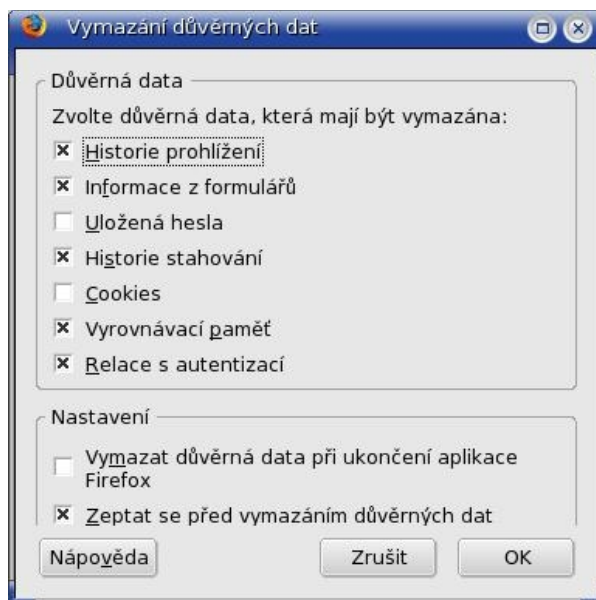 Vymazání důvěrných dat
Důvěrná data
Zvolte důvěrná data, která mají být vymazána:
Historie prohlížení
Informace z formulářů
Uložená hesla
Historie stahování
Cookies
Vyrovnávací paměť
Relace s autentizací
Nastavení
Vymazat důvěrná data při ukončení aplikace
Firefox
Zeptat se před vymazáním důvěrných dat
Nápověda Zrušit OK